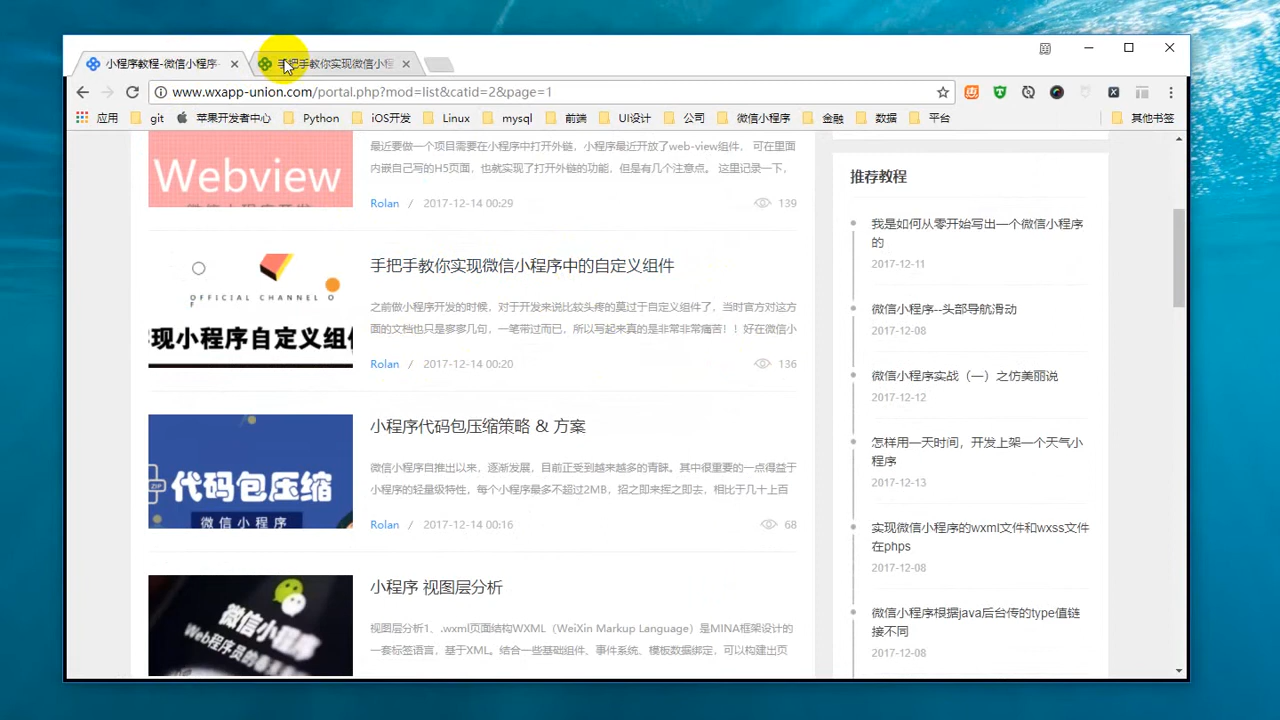 小程序教程-微信小程序-
手把手教你实现微信小程
www.wxapp-union.com/portal.php?mod=list&catid=2&page=1
应用 git 苹果开发者中心 Python iOS开发 Linux mysql 前端 UI设计 公司 微信小程序 金融 数据 平台 其他书签
Webview
最近要做一个项目需要在小程序中打开外链，小程序最近开放了web-view组件， 可在里面
内嵌自己写的H5页面，也就实现了打开外链的功能，但是有几个注意点。 这里记录一下，
Rolan / 2017-12-14 00:29 139
OFFICIAL CHANNEL O
F
现小程序自定义组件
手把手教你实现微信小程序中的自定义组件
之前做小程序开发的时候，对于开发来说比较头疼的莫过于自定义组件了，当时官方对这方
面的文档也只是寥寥几句，一笔带过而已，所以写起来真的是非常非常痛苦！！好在微信小
Rolan / 2017-12-14 00:20 136
ZIP
代码包压缩
微信小程序
小程序代码包压缩策略 & 方案
微信小程序自推出以来，逐渐发展，目前正受到越来越多的青睐。其中很重要的一点得益于
小程序的轻量级特性，每个小程序最多不超过2MB，招之即来挥之即去，相比于几十上百
Rolan / 2017-12-14 00:16 68
微信小程序
Web程序员的春天
小程序 视图层分析
视图层分析1、.wxml页面结构WXML（WeiXin Markup Language）是MINA框架设计的
一套标签语言，基于XML。结合一些基础组件、事件系统、模板数据绑定，可以构建出页
推荐教程
我是如何从零开始写出一个微信小程序
的
2017-12-11
微信小程序--头部导航滑动
2017-12-08
微信小程序实战（一）之仿美丽说
2017-12-12
怎样用一天时间，开发上架一个天气小
程序
2017-12-13
实现微信小程序的wxml文件和wxss文件
在phps
2017-12-08
微信小程序根据java后台传的type值链
接不同
2017-12-08